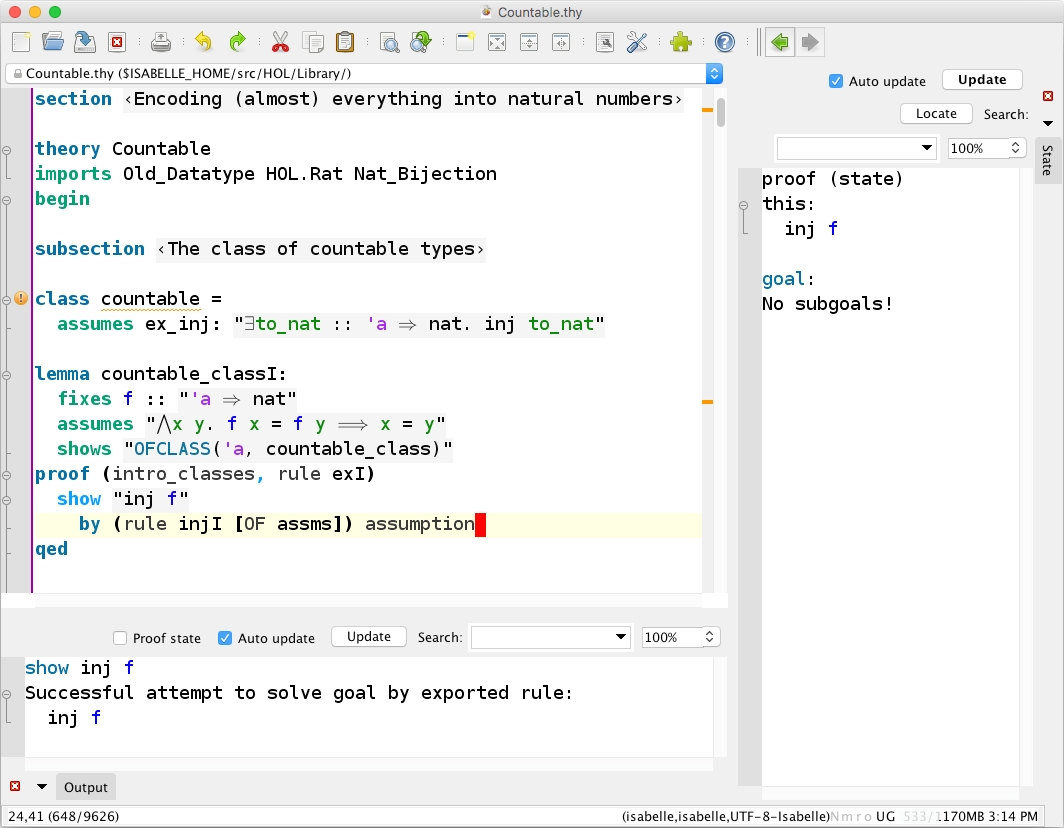 Countable.thy
Countable.thy ($ISABELLE_HOME/src/HOL/Library/)
section ‹Encoding (almost) everything into natural numbers›
theory Countable
imports Old_Datatype HOL.Rat Nat_Bijection
begin
subsection ‹The class of countable types›
class countable =
assumes ex_inj: "∃to_nat :: 'a ⇒ nat. inj to_nat"
lemma countable_classI:
fixes f :: "'a ⇒ nat"
assumes "⋀x y. f x = f y ⟹ x = y"
shows "OFCLASS('a, countable_class)"
proof (intro_classes, rule exI)
show "inj f"
by (rule injI [OF assms]) assumption
qed
Auto update Update
Locate Search:
100%
State
proof (state)
this:
inj f
goal:
No subgoals!
Proof state Auto update Update Search: 100%
show inj f
Successful attempt to solve goal by exported rule:
inj f
Output
24,41 (648/9626) (isabelle,isabelle,UTF-8-Isabelle)N m r o UG 533/1170MB 3:14 PM